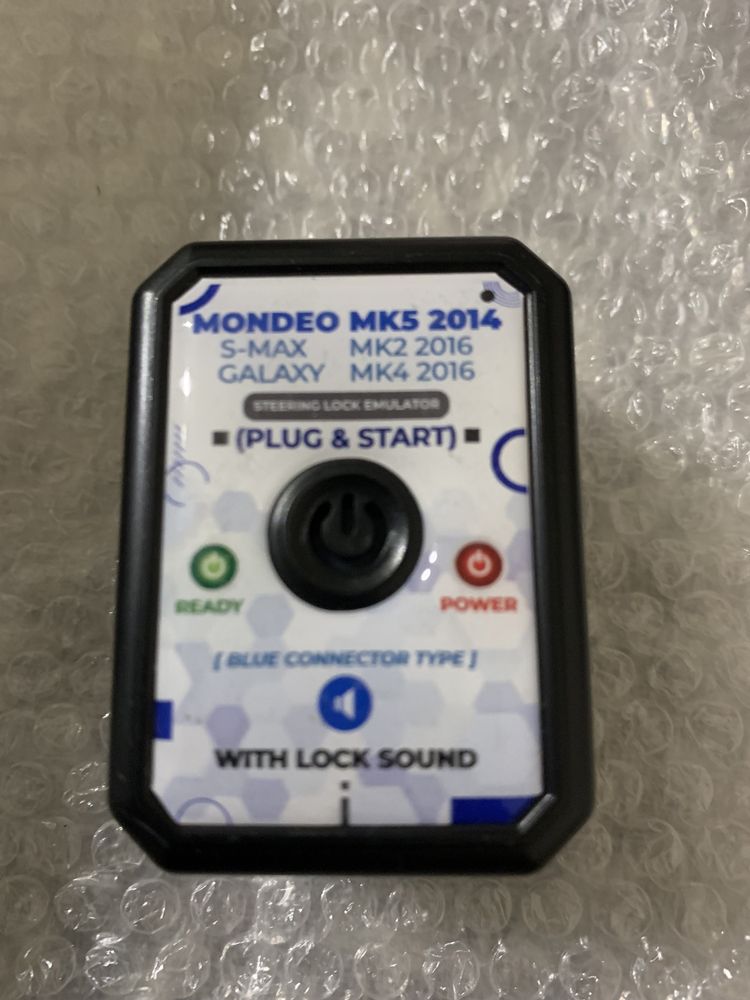 MONDEO MK5 2014
S-MAX MK2 2016
GALAXY MK4 2016
STEERING LOCK EMULATOR
(PLUG & START)
READY
POWER
[ BLUE CONNECTOR TYPE ]
WITH LOCK SOUND